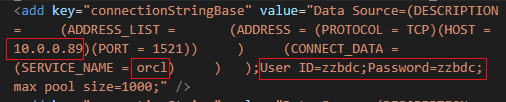 <add key="connectionStringBase" value="Data Source=(DESCRIPTION
= (ADDRESS_LIST = (ADDRESS = (PROTOCOL = TCP)(HOST =
10.0.0.89)(PORT = 1521)) ) (CONNECT_DATA =
(SERVICE_NAME = orcl) ) );User ID=zzbdc;Password=zzbdc;
max pool size=1000;" />